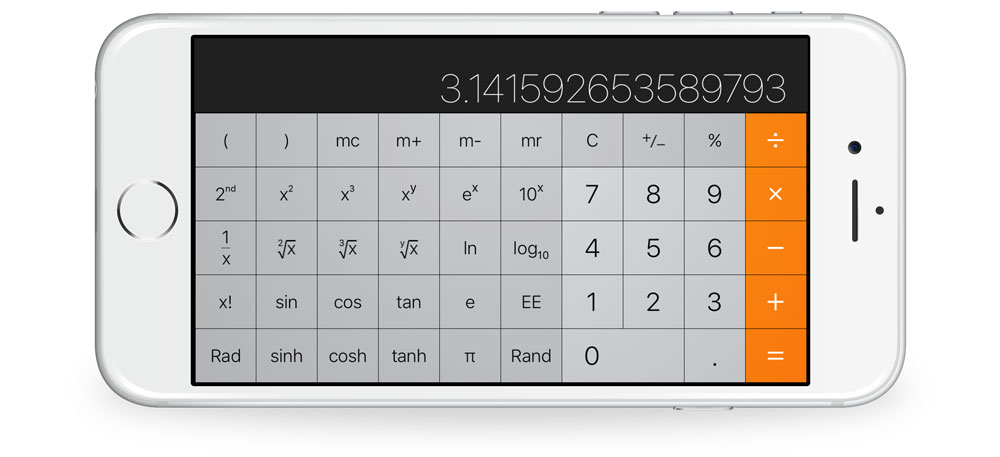 3.141592653589793
( ) mc m+ m- mr C +/− % ÷
2ⁿᵈ x² x³ xʸ eˣ 10ˣ 7 8 9 ×
1/x ²√x ³√x ʸ√x ln log₁₀ 4 5 6 −
x! sin cos tan e EE 1 2 3 +
Rad sinh cosh tanh π Rand 0 . =